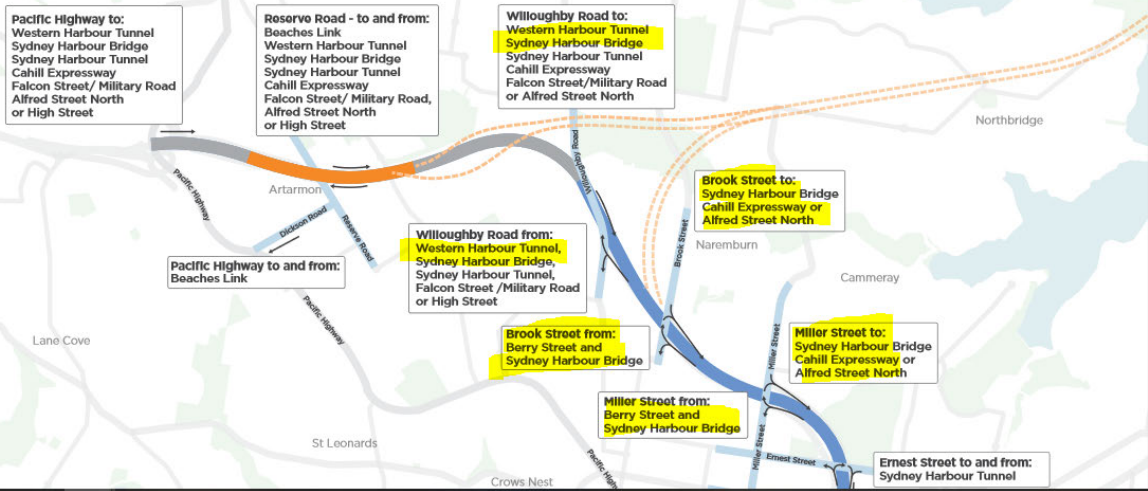 Pacific Highway to:
Western Harbour Tunnel
Sydney Harbour Bridge
Sydney Harbour Tunnel
Cahill Expressway
Falcon Street/ Military Road
Alfred Street North
or High Street
Reserve Road - to and from:
Beaches Link
Western Harbour Tunnel
Sydney Harbour Bridge
Sydney Harbour Tunnel
Cahill Expressway
Falcon Street/ Military Road,
Alfred Street North
or High Street
Willoughby Road to:
Western Harbour Tunnel
Sydney Harbour Bridge
Sydney Harbour Tunnel
Cahill Expressway
Falcon Street/Military Road
or Alfred Street North
Northbridge
Willoughby Road
Pacific Highway
Artarmon
Dickson Road
Reserve Road
Brook Street to:
Sydney Harbour Bridge
Cahill Expressway or
Alfred Street North
Brook Street
Naremburn
Willoughby Road from:
Western Harbour Tunnel,
Sydney Harbour Bridge,
Sydney Harbour Tunnel,
Falcon Street /Military Road
or High Street
Pacific Highway to and from:
Beaches Link
Cammeray
Pacific Highway
Lane Cove
Brook Street from:
Berry Street and
Sydney Harbour Bridge
Miller Street
Miller Street to:
Sydney Harbour Bridge
Cahill Expressway or
Alfred Street North
Miller Street from:
Berry Street and
Sydney Harbour Bridge
St Leonards
Miller Street
Ernest Street
Ernest Street to and from:
Sydney Harbour Tunnel
Crows Nest
Pacific High